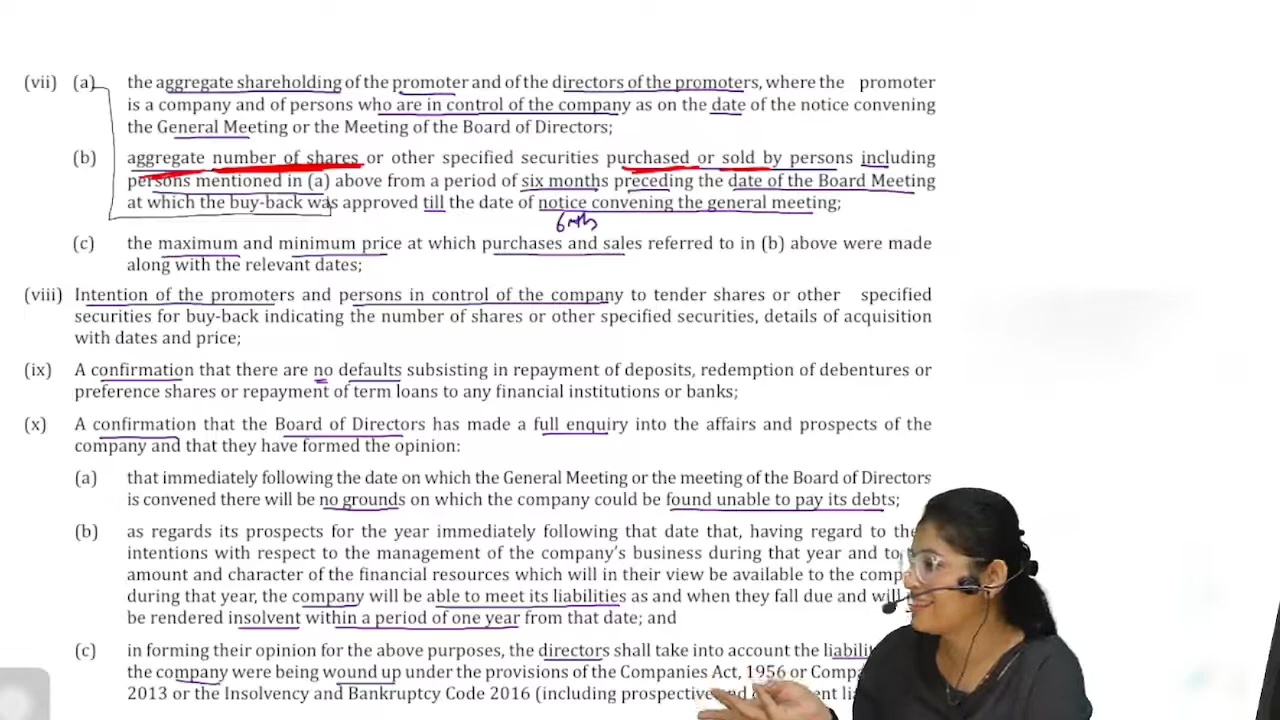 (vii) (a) the aggregate shareholding of the promoter and of the directors of the promoters, where the promoter
is a company and of persons who are in control of the company as on the date of the notice convening
the General Meeting or the Meeting of the Board of Directors;
(b) aggregate number of shares or other specified securities purchased or sold by persons including
persons mentioned in (a) above from a period of six months preceding the date of the Board Meeting
at which the buy-back was approved till the date of notice convening the general meeting;
6mth
(c) the maximum and minimum price at which purchases and sales referred to in (b) above were made
along with the relevant dates;
(viii) Intention of the promoters and persons in control of the company to tender shares or other specified
securities for buy-back indicating the number of shares or other specified securities, details of acquisition
with dates and price;
(ix) A confirmation that there are no defaults subsisting in repayment of deposits, redemption of debentures or
preference shares or repayment of term loans to any financial institutions or banks;
(x) A confirmation that the Board of Directors has made a full enquiry into the affairs and prospects of the
company and that they have formed the opinion:
(a) that immediately following the date on which the General Meeting or the meeting of the Board of Directors
is convened there will be no grounds on which the company could be found unable to pay its debts;
(b) as regards its prospects for the year immediately following that date that, having regard to the
intentions with respect to the management of the company's business during that year and to
amount and character of the financial resources which will in their view be available to the comp
during that year, the company will be able to meet its liabilities as and when they fall due and will
be rendered insolvent within a period of one year from that date; and
(c) in forming their opinion for the above purposes, the directors shall take into account the liabili
the company were being wound up under the provisions of the Companies Act, 1956 or Comp
2013 or the Insolvency and Bankruptcy Code 2016 (including prospective